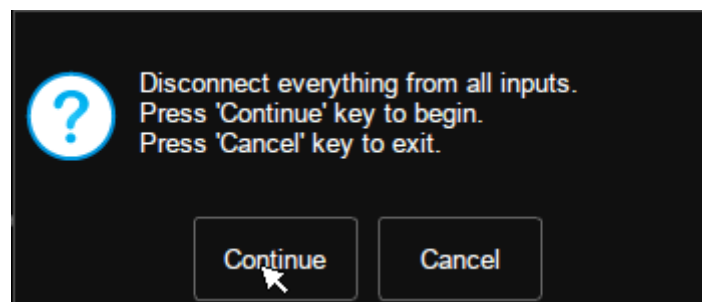 Disconnect everything from all inputs.
Press 'Continue' key to begin.
Press 'Cancel' key to exit.
Continue
Cancel